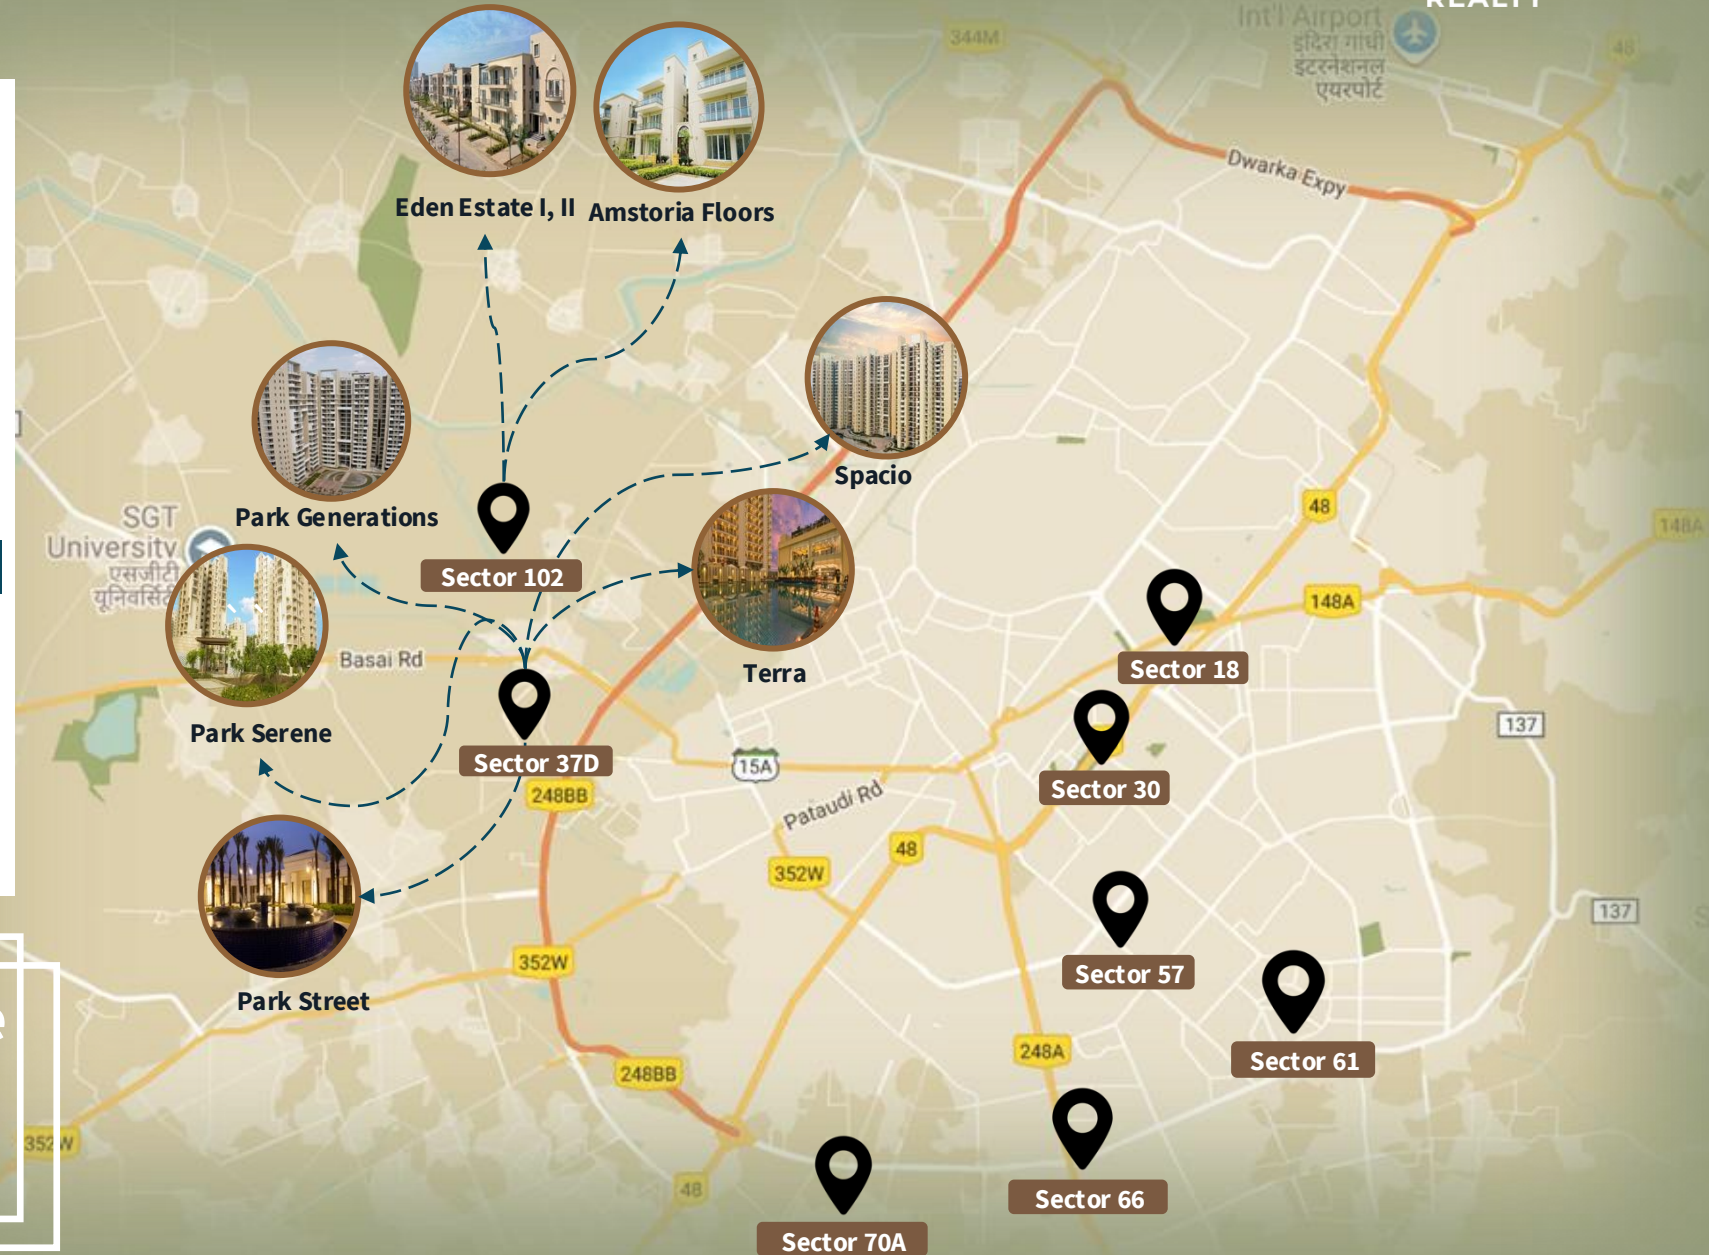 REALTY
Int'l Airport
इंदिरा गांधी
इंटरनेशनल
एयरपोर्ट
344M
48
Dwarka Expy
Eden Estate I, II
Amstoria Floors
Spacio
Park Generations
SGT
University
एसजीटी
Sector 102
48
148A
148A
Sector 18
Basai Rd
Terra
Park Serene
Sector 37D
137
15A
Sector 30
248BB
Pataudi Rd
48
352W
137
Sector 57
352W
Park Street
Sector 61
248A
248BB
352W
48
Sector 66
Sector 70A